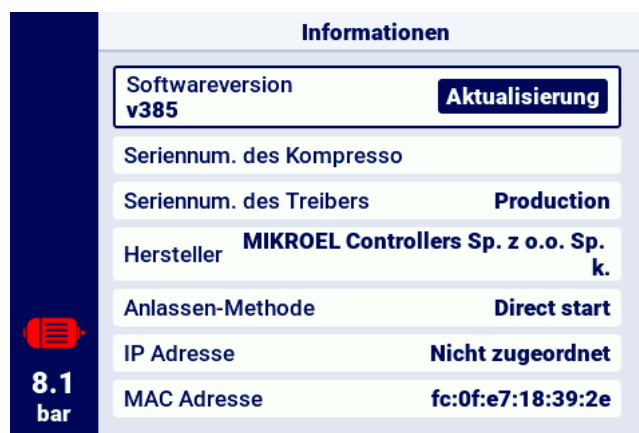 Informationen
Softwareversion
v385
Aktualisierung
Seriennum. des Kompresso
Seriennum. des Treibers Production
Hersteller MIKROEL Controllers Sp. z o.o. Sp.
k.
Anlassen-Methode Direct start
IP Adresse Nicht zugeordnet
MAC Adresse fc:0f:e7:18:39:2e
8.1
bar